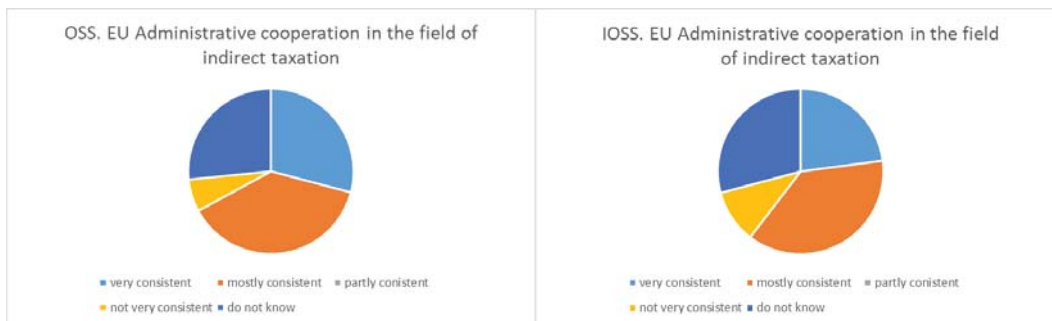 OSS. EU Administrative cooperation in the field of
indirect taxation
very consistent mostly consistent partly conistent
not very consistent do not know
IOSS. EU Administrative cooperation in the field
of indirect taxation
very consistent mostly consistent partly conistent
not very consistent do not know